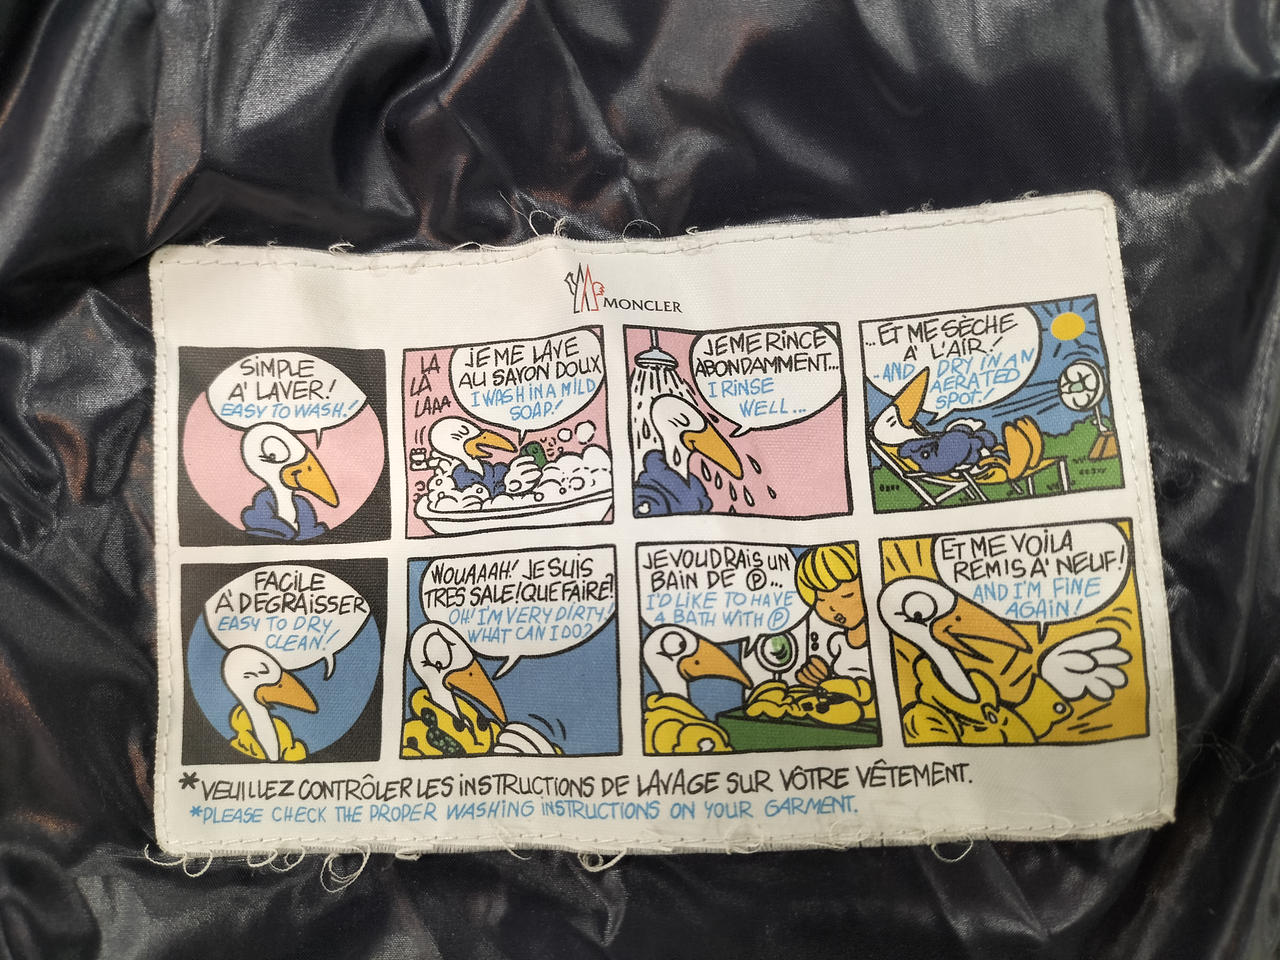 MONCLER
SIMPLE
A' LAVER!
EASY TO WASH!
LA
LA
LAAA
JE ME LAVE
AU SAVON DOUX
I WASH IN A MILD
SOAP!
JE ME RINCE
ABONDAMMENT...
I RINSE
WELL...
...ET ME SÈCHE
A' L'AIR!
..AND I DRY IN AN
AERATED
SPOT!
FACILE
A' DEGRAISSER
EASY TO DRY
CLEAN!
WOUAAAH! JE SUIS
TRES SALE! QUE FAIRE?
OH! I'M VERY DIRTY!
WHAT CAN I DO?
JE VOUDRAIS UN
BAIN DE Ⓟ...
I'D LIKE TO HAVE
A BATH WITH Ⓟ
ET ME VOILA
REMIS A' NEUF!
AND I'M FINE
AGAIN!
*VEUILLEZ CONTRÔLER LES INSTRUCTIONS DE LAVAGE SUR VÔTRE VÊTEMENT.
*PLEASE CHECK THE PROPER WASHING INSTRUCTIONS ON YOUR GARMENT.